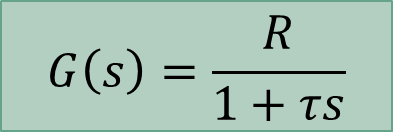 G(s) = R / (1 + τs)